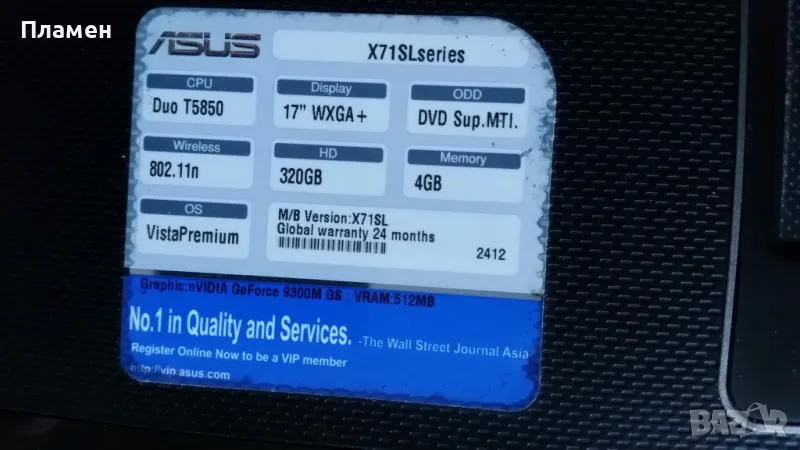 Пламен
ASUS
X71SLseries
CPU
Duo T5850
Display
17" WXGA+
ODD
DVD Sup.MTI.
Wireless
802.11n
HD
320GB
Memory
4GB
OS
VistaPremium
M/B Version:X71SL
Global warranty 24 months
2412
Graphic:nVIDIA GeForce 9300M GS ; VRAM:512MB
No.1 in Quality and Services. -The Wall Street Journal Asia
Register Online Now to be a VIP member
http://vip.asus.com
BAZAR